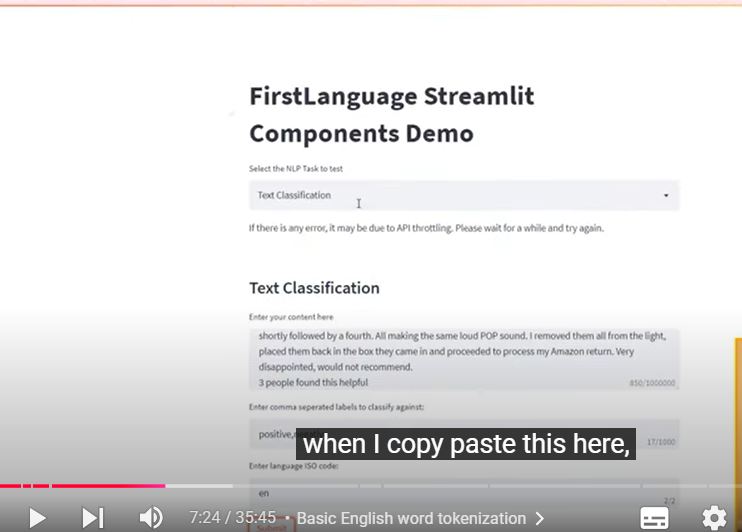 FirstLanguage Streamlit
Components Demo
Select the NLP Task to test
Text Classification
If there is any error, it may be due to API throttling. Please wait for a while and try again.
Text Classification
Enter your content here
shortly followed by a fourth. All making the same loud POP sound. I removed them all from the light,
placed them back in the box they came in and proceeded to process my Amazon return. Very
disappointed, would not recommend.
3 people found this helpful
850/1000000
Enter comma seperated labels to classify against:
positive,
17/1000
when I copy paste this here,
Enter language ISO code:
en
2/2
Submit
7:24 / 35:45 • Basic English word tokenization